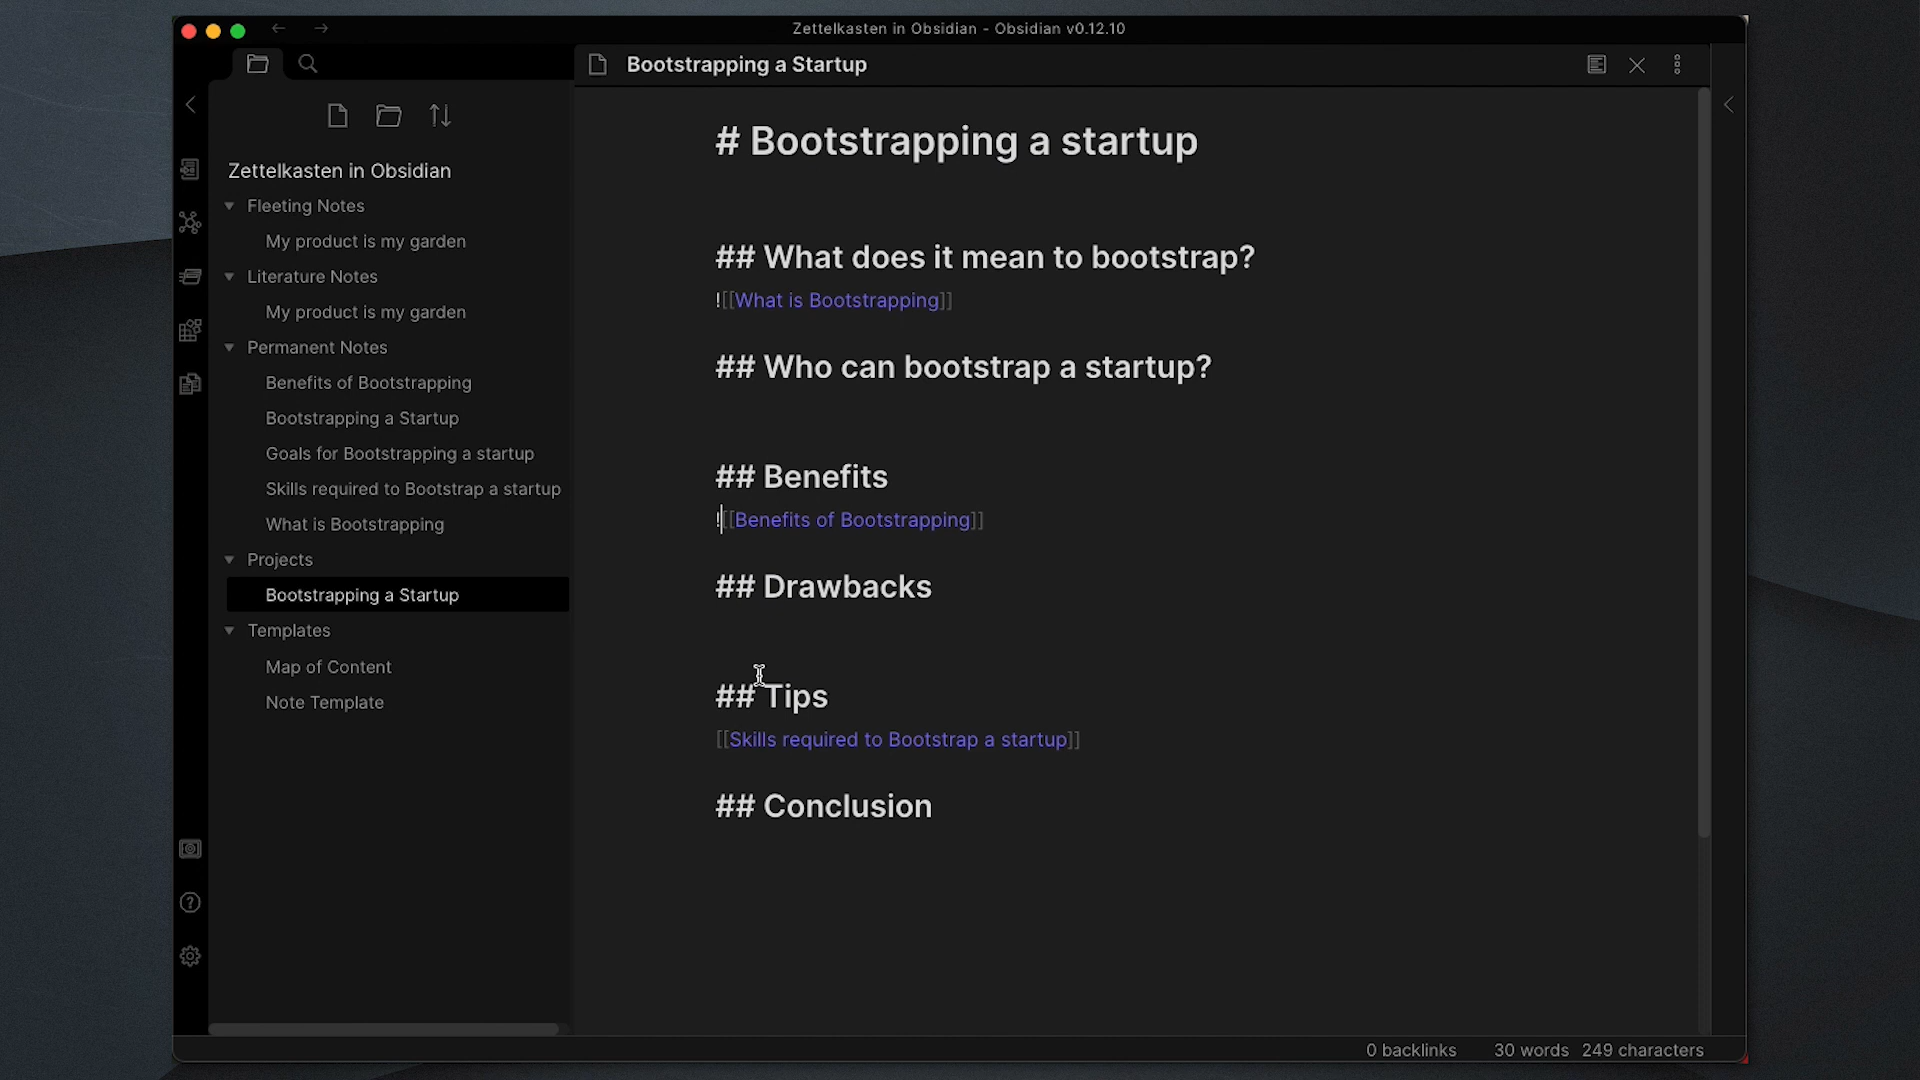 Zettelkasten in Obsidian - Obsidian v0.12.10
Bootstrapping a Startup
Zettelkasten in Obsidian
Fleeting Notes
My product is my garden
Literature Notes
My product is my garden
Permanent Notes
Benefits of Bootstrapping
Bootstrapping a Startup
Goals for Bootstrapping a startup
Skills required to Bootstrap a startup
What is Bootstrapping
Projects
Bootstrapping a Startup
Templates
Map of Content
Note Template
# Bootstrapping a startup
## What does it mean to bootstrap?
![[What is Bootstrapping]]
## Who can bootstrap a startup?
## Benefits
![[Benefits of Bootstrapping]]
## Drawbacks
## Tips
[[Skills required to Bootstrap a startup]]
## Conclusion
0 backlinks 30 words 249 characters